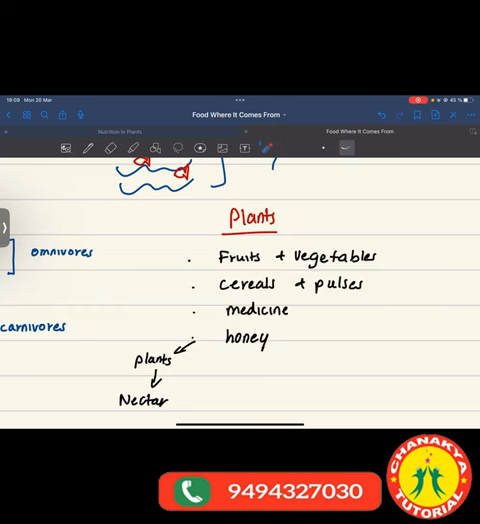 19:09 Mon 20 Mar
45 %
Food Where It Comes From
Nutrition In Plants
Food Where It Comes From
Plants
omnivores
. Fruits + vegetables
. cereals + pulses
. medicine
carnivores
. honey
plants
Nectar
9494327030
CHANAKYA
TUTORIAL